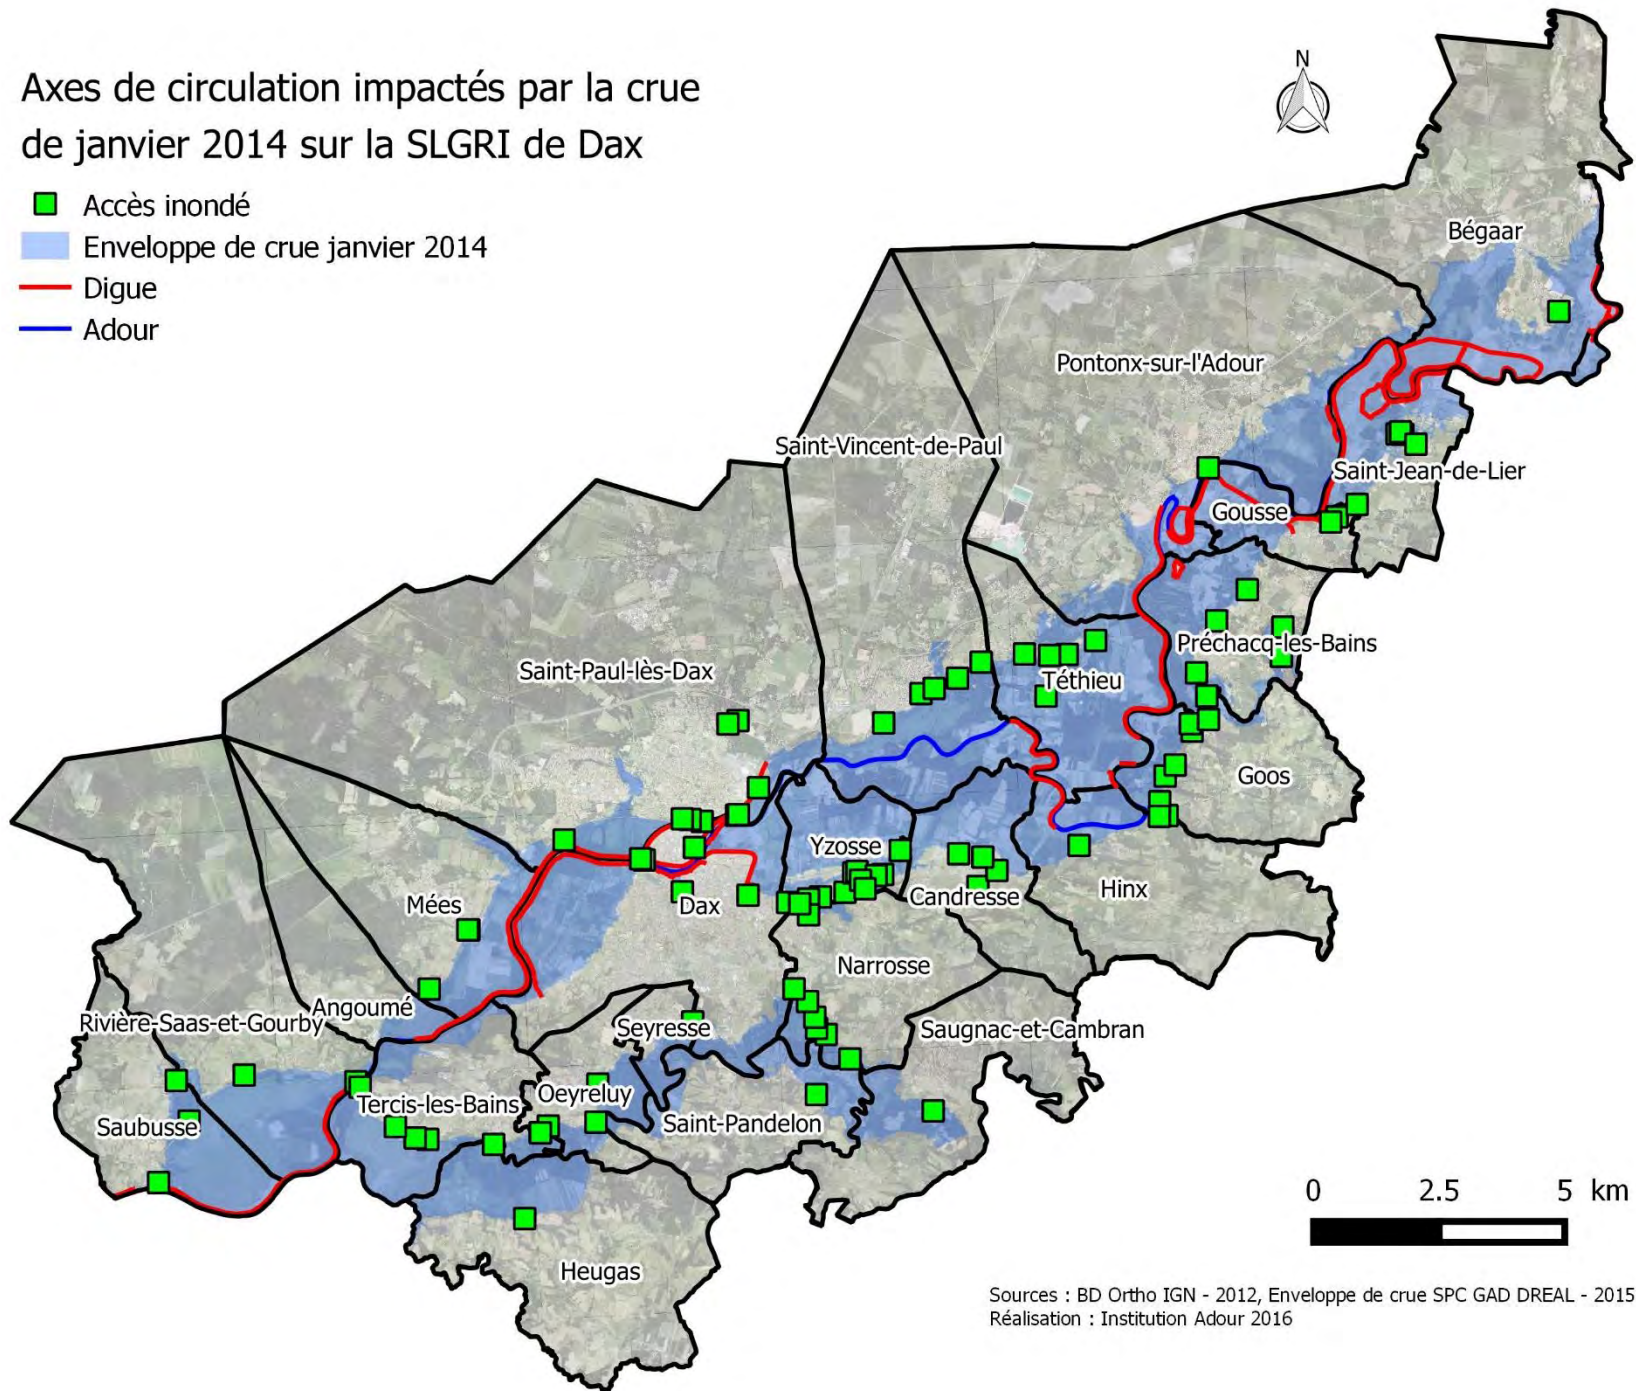 Axes de circulation impactés par la crue
de janvier 2014 sur la SLGRI de Dax
Accès inondé
Enveloppe de crue janvier 2014
Digue
Adour
N
Bégaar
Pontonx-sur-l'Adour
Saint-Vincent-de-Paul
Saint-Jean-de-Lier
Gousse
Préchacq-les-Bains
Saint-Paul-lès-Dax
Téthieu
Goos
Yzosse
Hinx
Candresse
Mées
Dax
Narrosse
Angoumé
Rivière-Saas-et-Gourby
Seyresse
Saugnac-et-Cambran
Oeyreluy
Tercis-les-Bains
Saubusse
Saint-Pandelon
Heugas
0 2.5 5 km
Sources : BD Ortho IGN - 2012, Enveloppe de crue SPC GAD DREAL - 2015
Réalisation : Institution Adour 2016